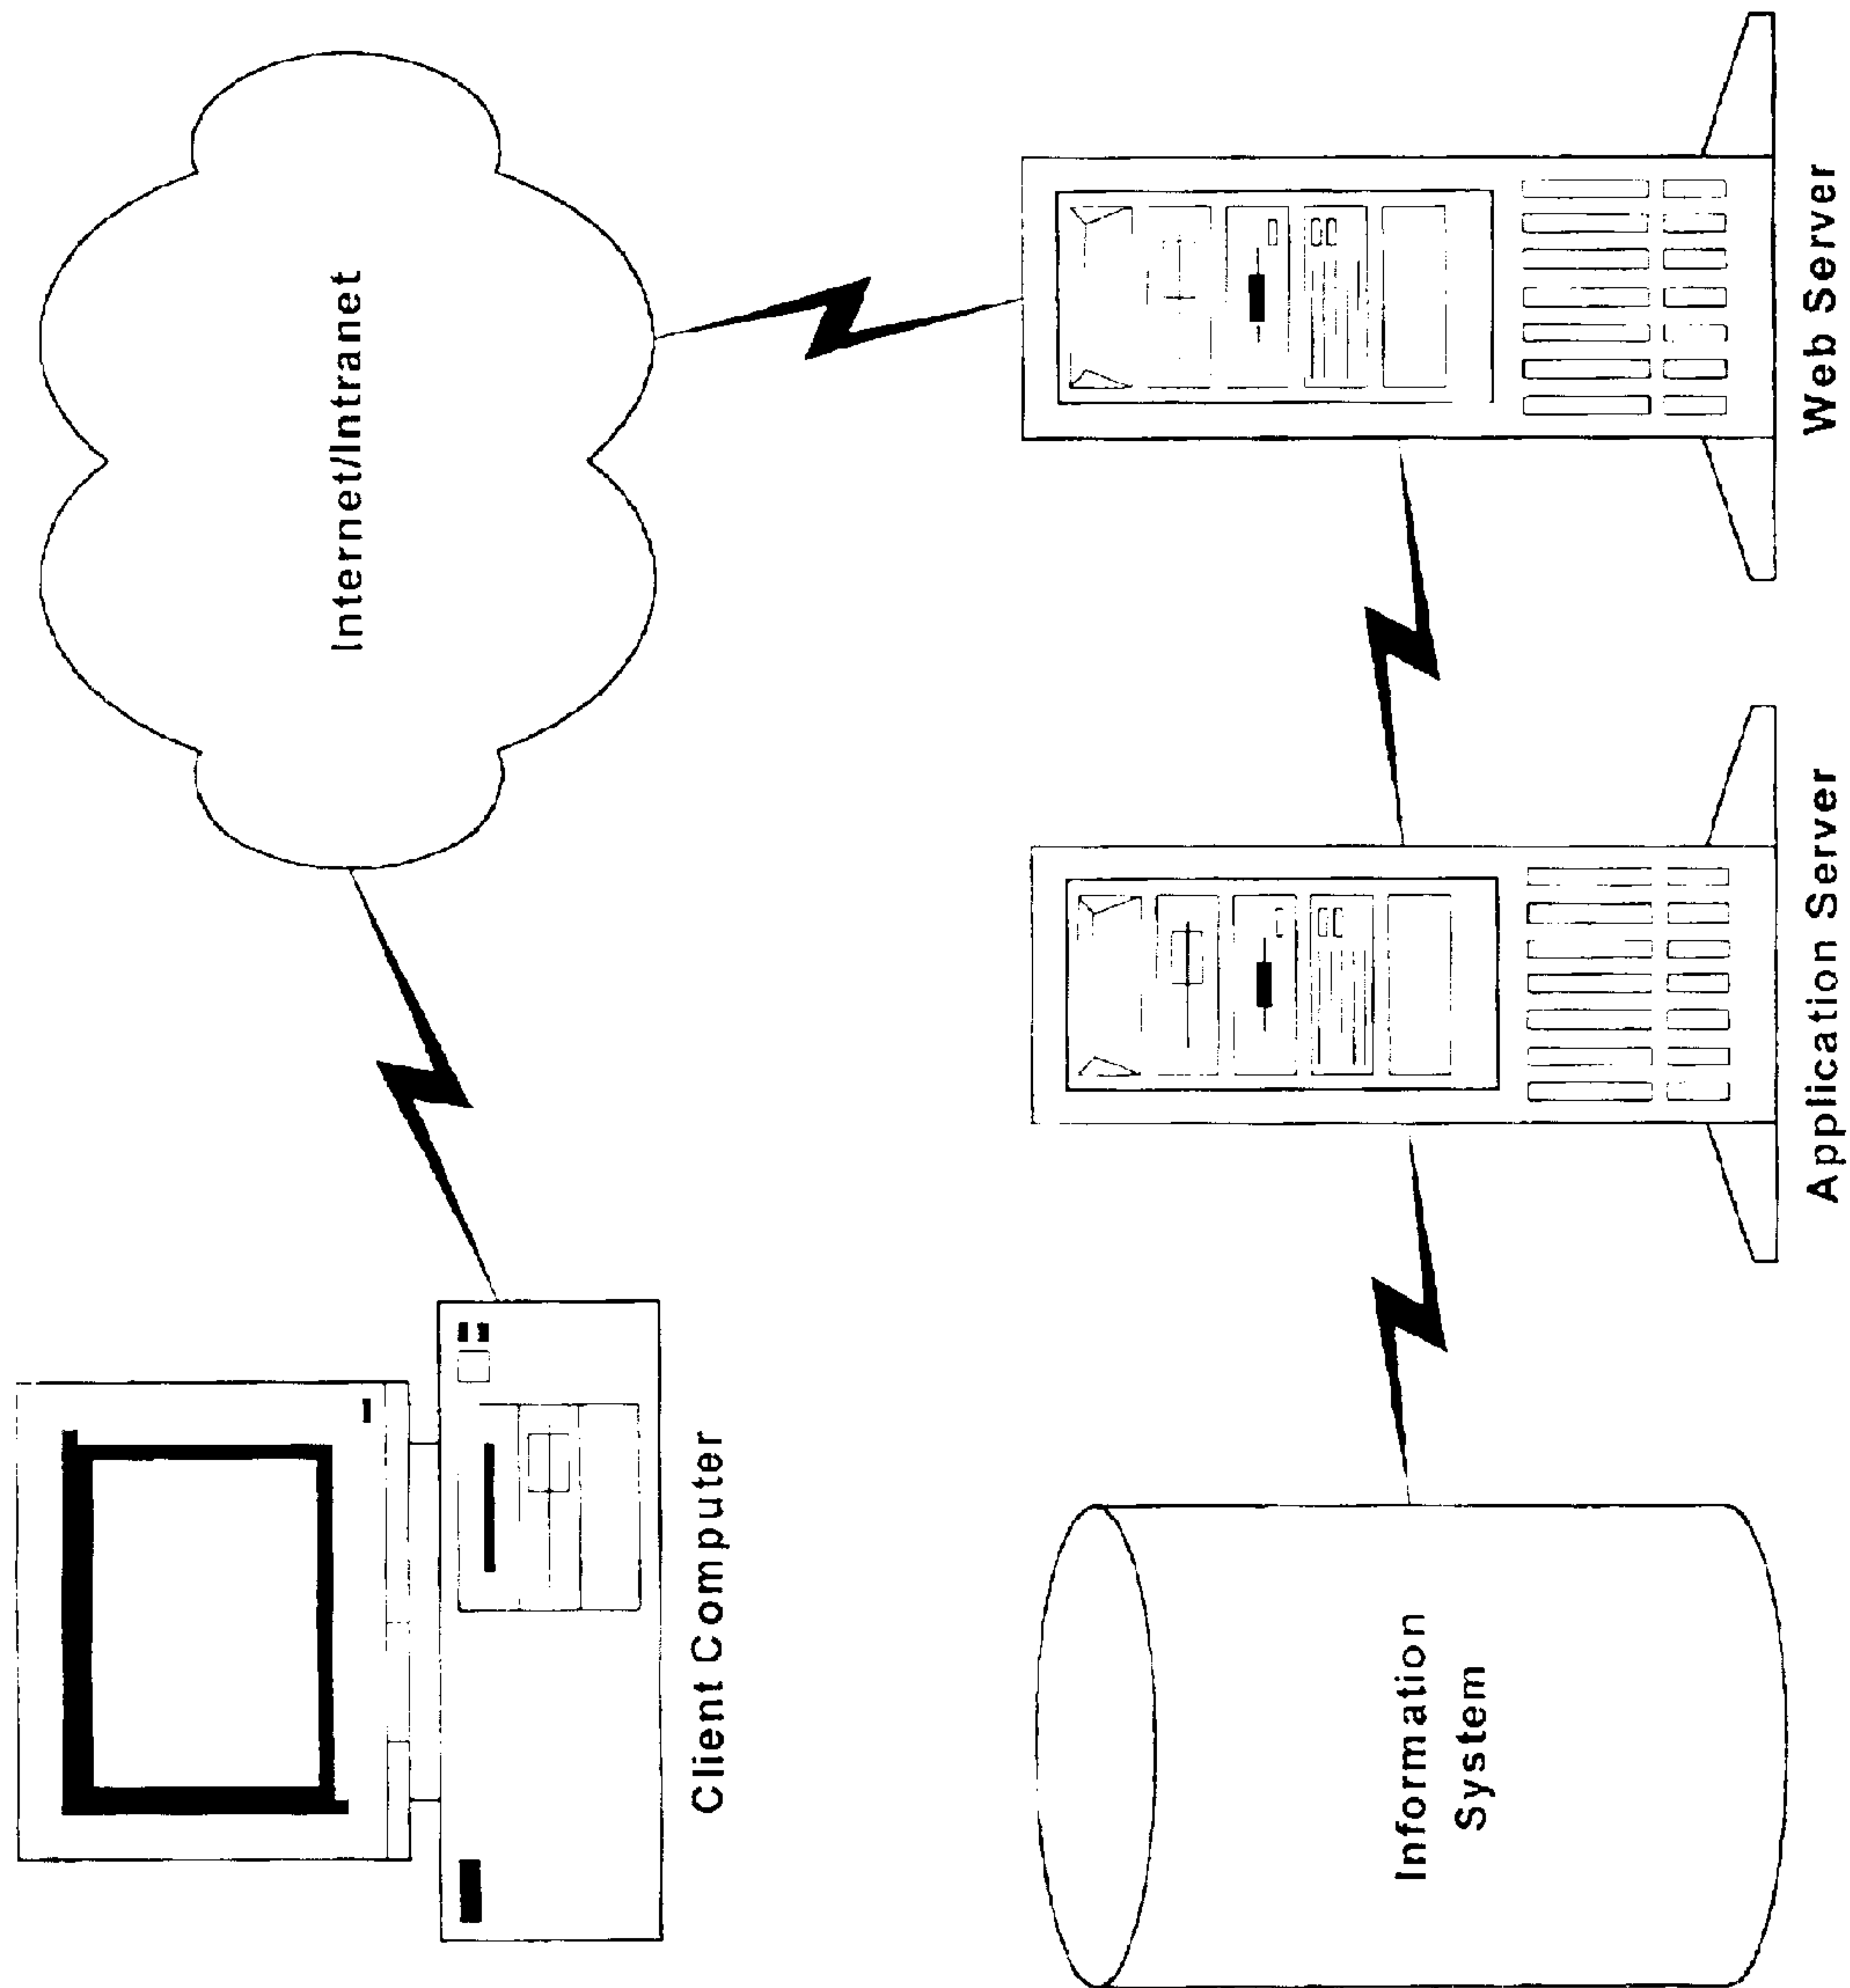 Client Computer
Internet/Intranet
Information
System
Application Server
Web Server